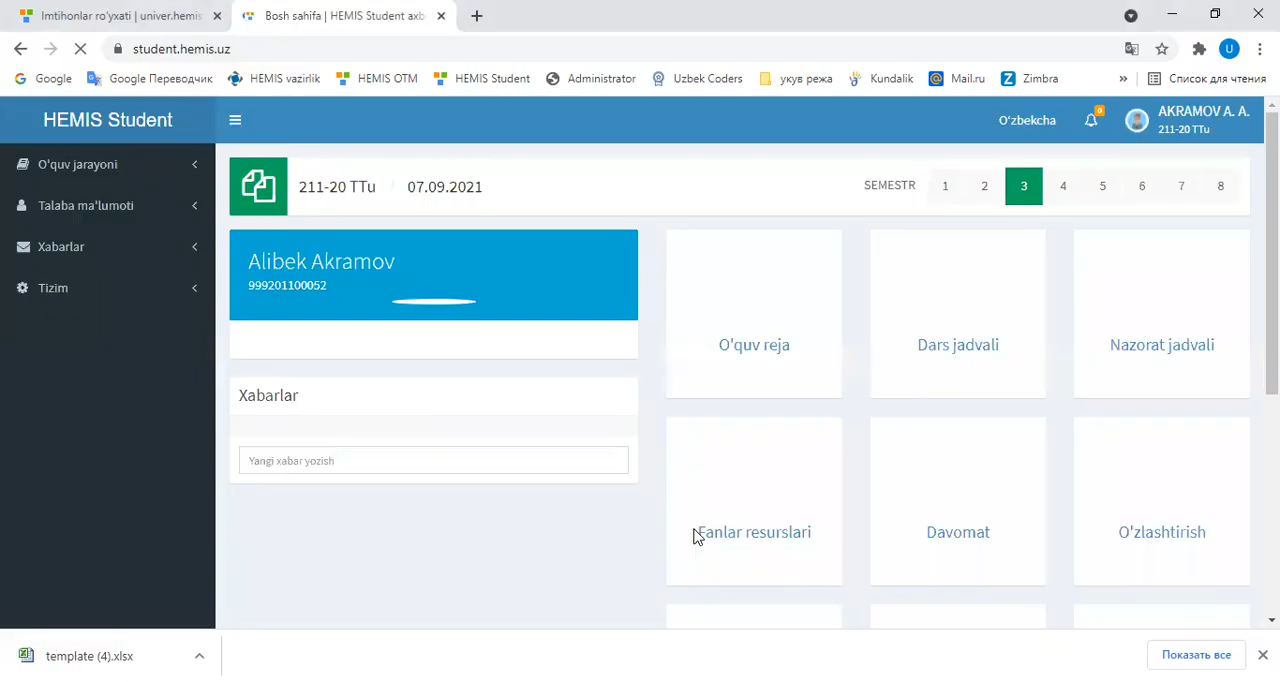 Imtihonlar ro'yxati | univer.hemis
Bosh sahifa | HEMIS Student axb
student.hemis.uz
Google
Google Переводчик
HEMIS vazirlik
HEMIS OTM
HEMIS Student
Administrator
Uzbek Coders
укув режа
Kundalik
Mail.ru
Zimbra
»
Список для чтения
HEMIS Student
O'zbekcha
0
AKRAMOV A. A.
211-20 TTu
O'quv jarayoni
Talaba ma'lumoti
Xabarlar
Tizim
211-20 TTu / 07.09.2021
SEMESTR 1 2 3 4 5 6 7 8
Alibek Akramov
999201100052
Xabarlar
Yangi xabar yozish
O'quv reja
Dars jadvali
Nazorat jadvali
Fanlar resurslari
Davomat
O'zlashtirish
template (4).xlsx
Показать все